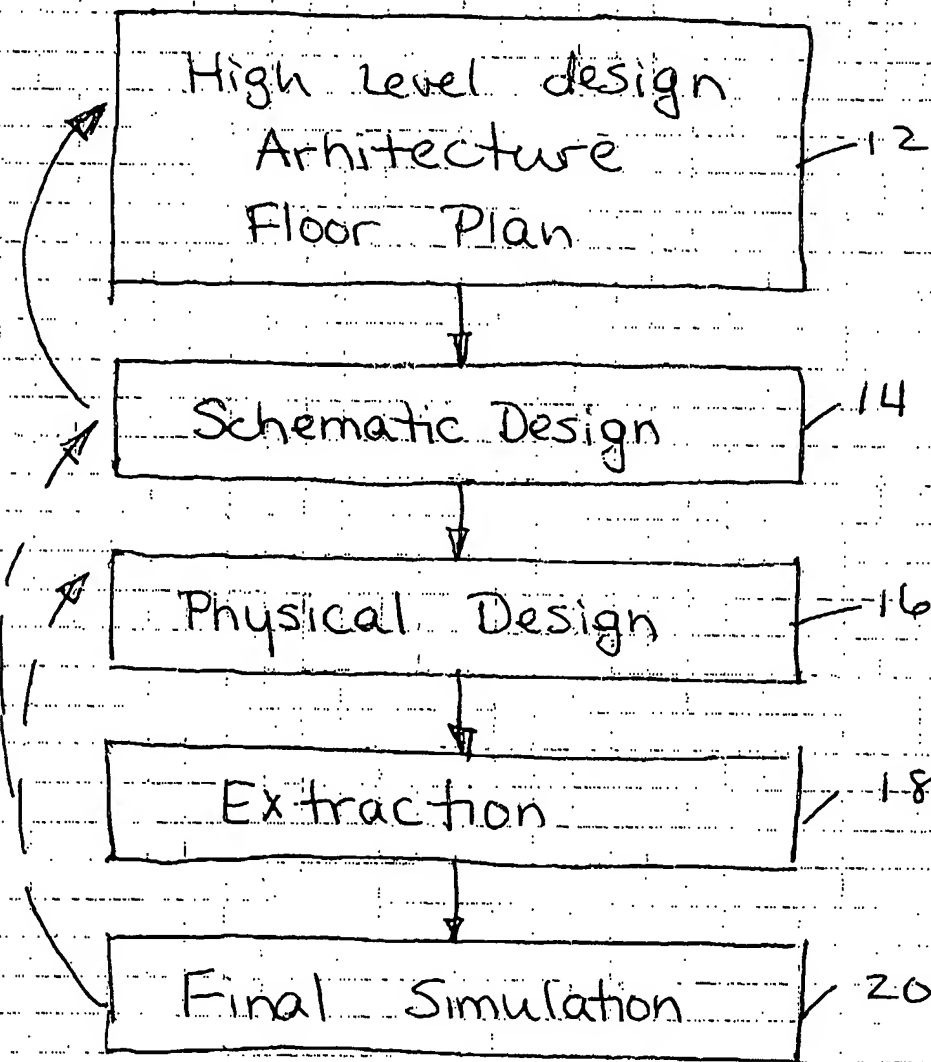 High Level design
Arhitecture
Floor Plan
12
Schematic Design
14
Physical Design
16
Extraction
18
Final Simulation
20